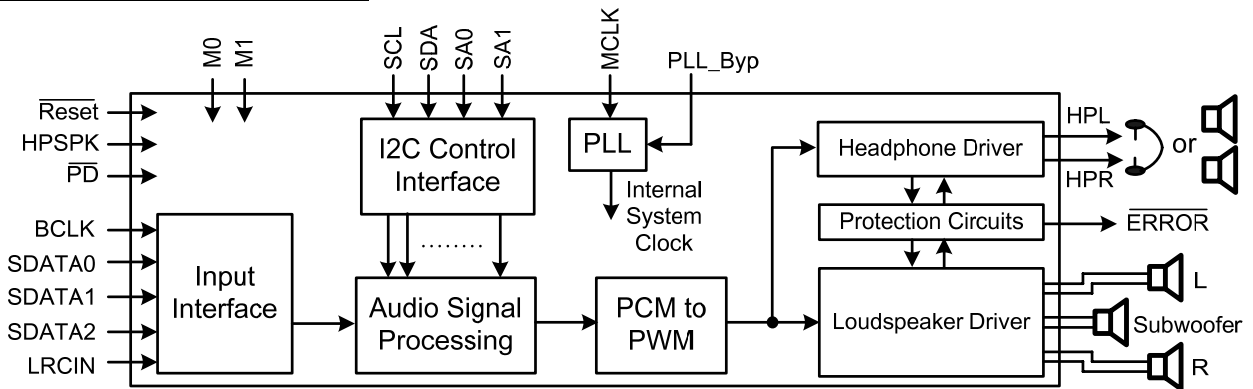 M0
M1
SCL
SDA
SA0
SA1
MCLK
PLL_Byp
Reset
HPSPK
PD
BCLK
SDATA0
SDATA1
SDATA2
LRCIN
Input
Interface
I2C Control
Interface
........
Audio Signal
Processing
PLL
Internal
System
Clock
PCM to
PWM
Headphone Driver
Protection Circuits
Loudspeaker Driver
HPL
HPR
or
ERROR
L
Subwoofer
R